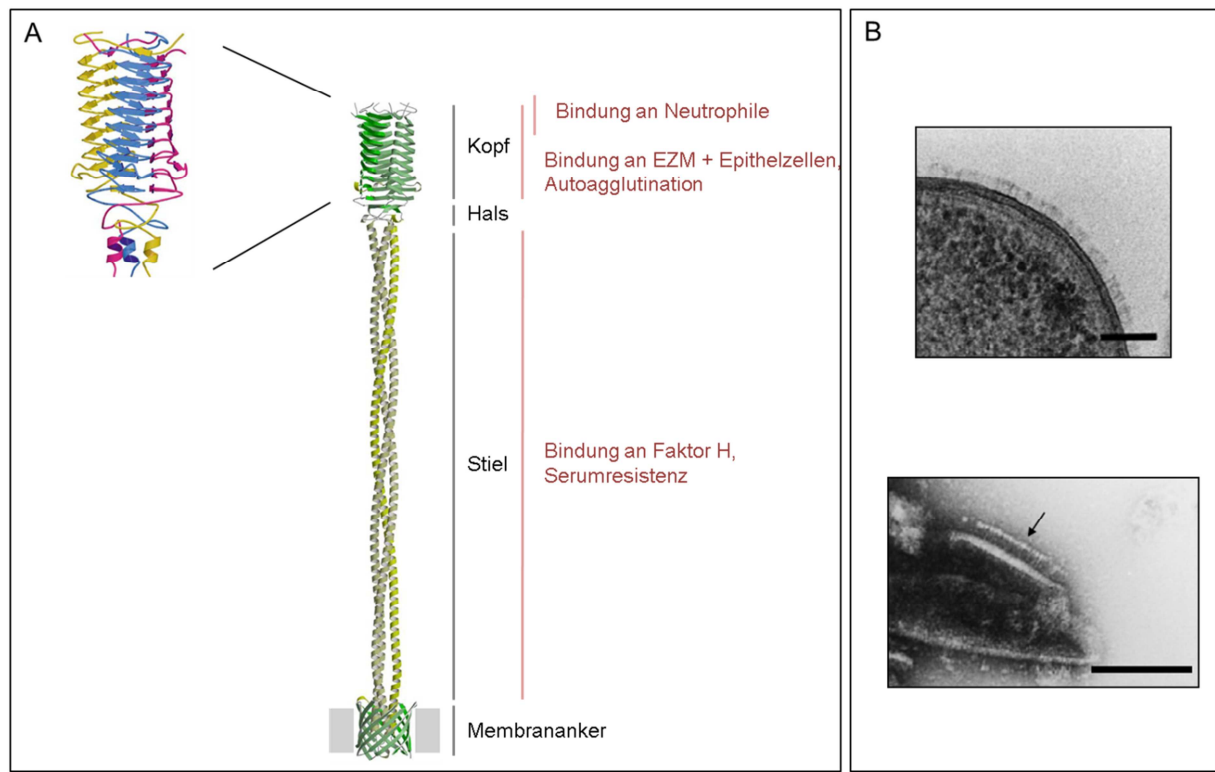 A
Kopf
Bindung an Neutrophile
Bindung an EZM + Epithelzellen,
Autoagglutination
Hals
Stiel
Bindung an Faktor H,
Serumresistenz
Membrananker
B